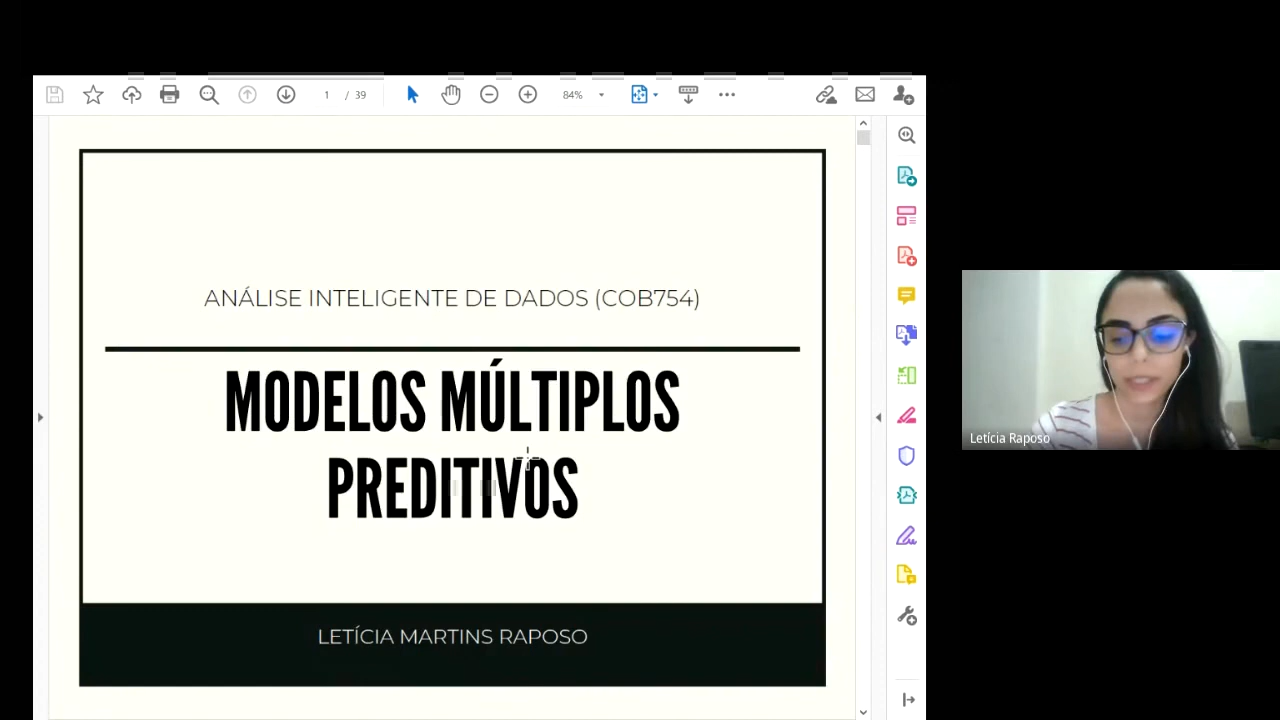 1 / 39
84%
ANÁLISE INTELIGENTE DE DADOS (COB754)
MODELOS MÚLTIPLOS
PREDITIVOS
LETÍCIA MARTINS RAPOSO
Letícia Raposo